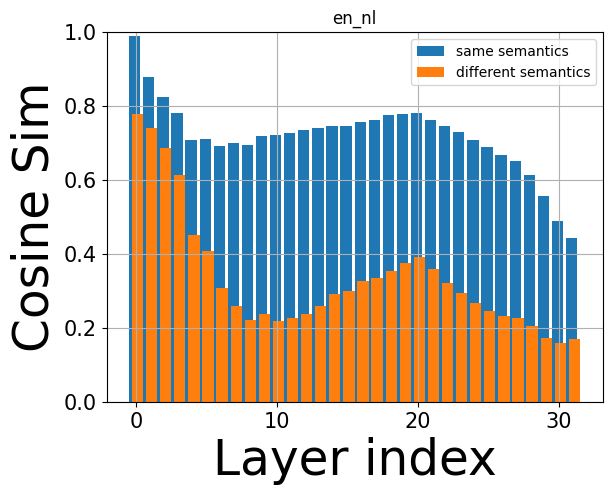 en_nl
same semantics
different semantics
Cosine Sim
1.0
0.8
0.6
0.4
0.2
0.0
0 10 20 30
Layer index